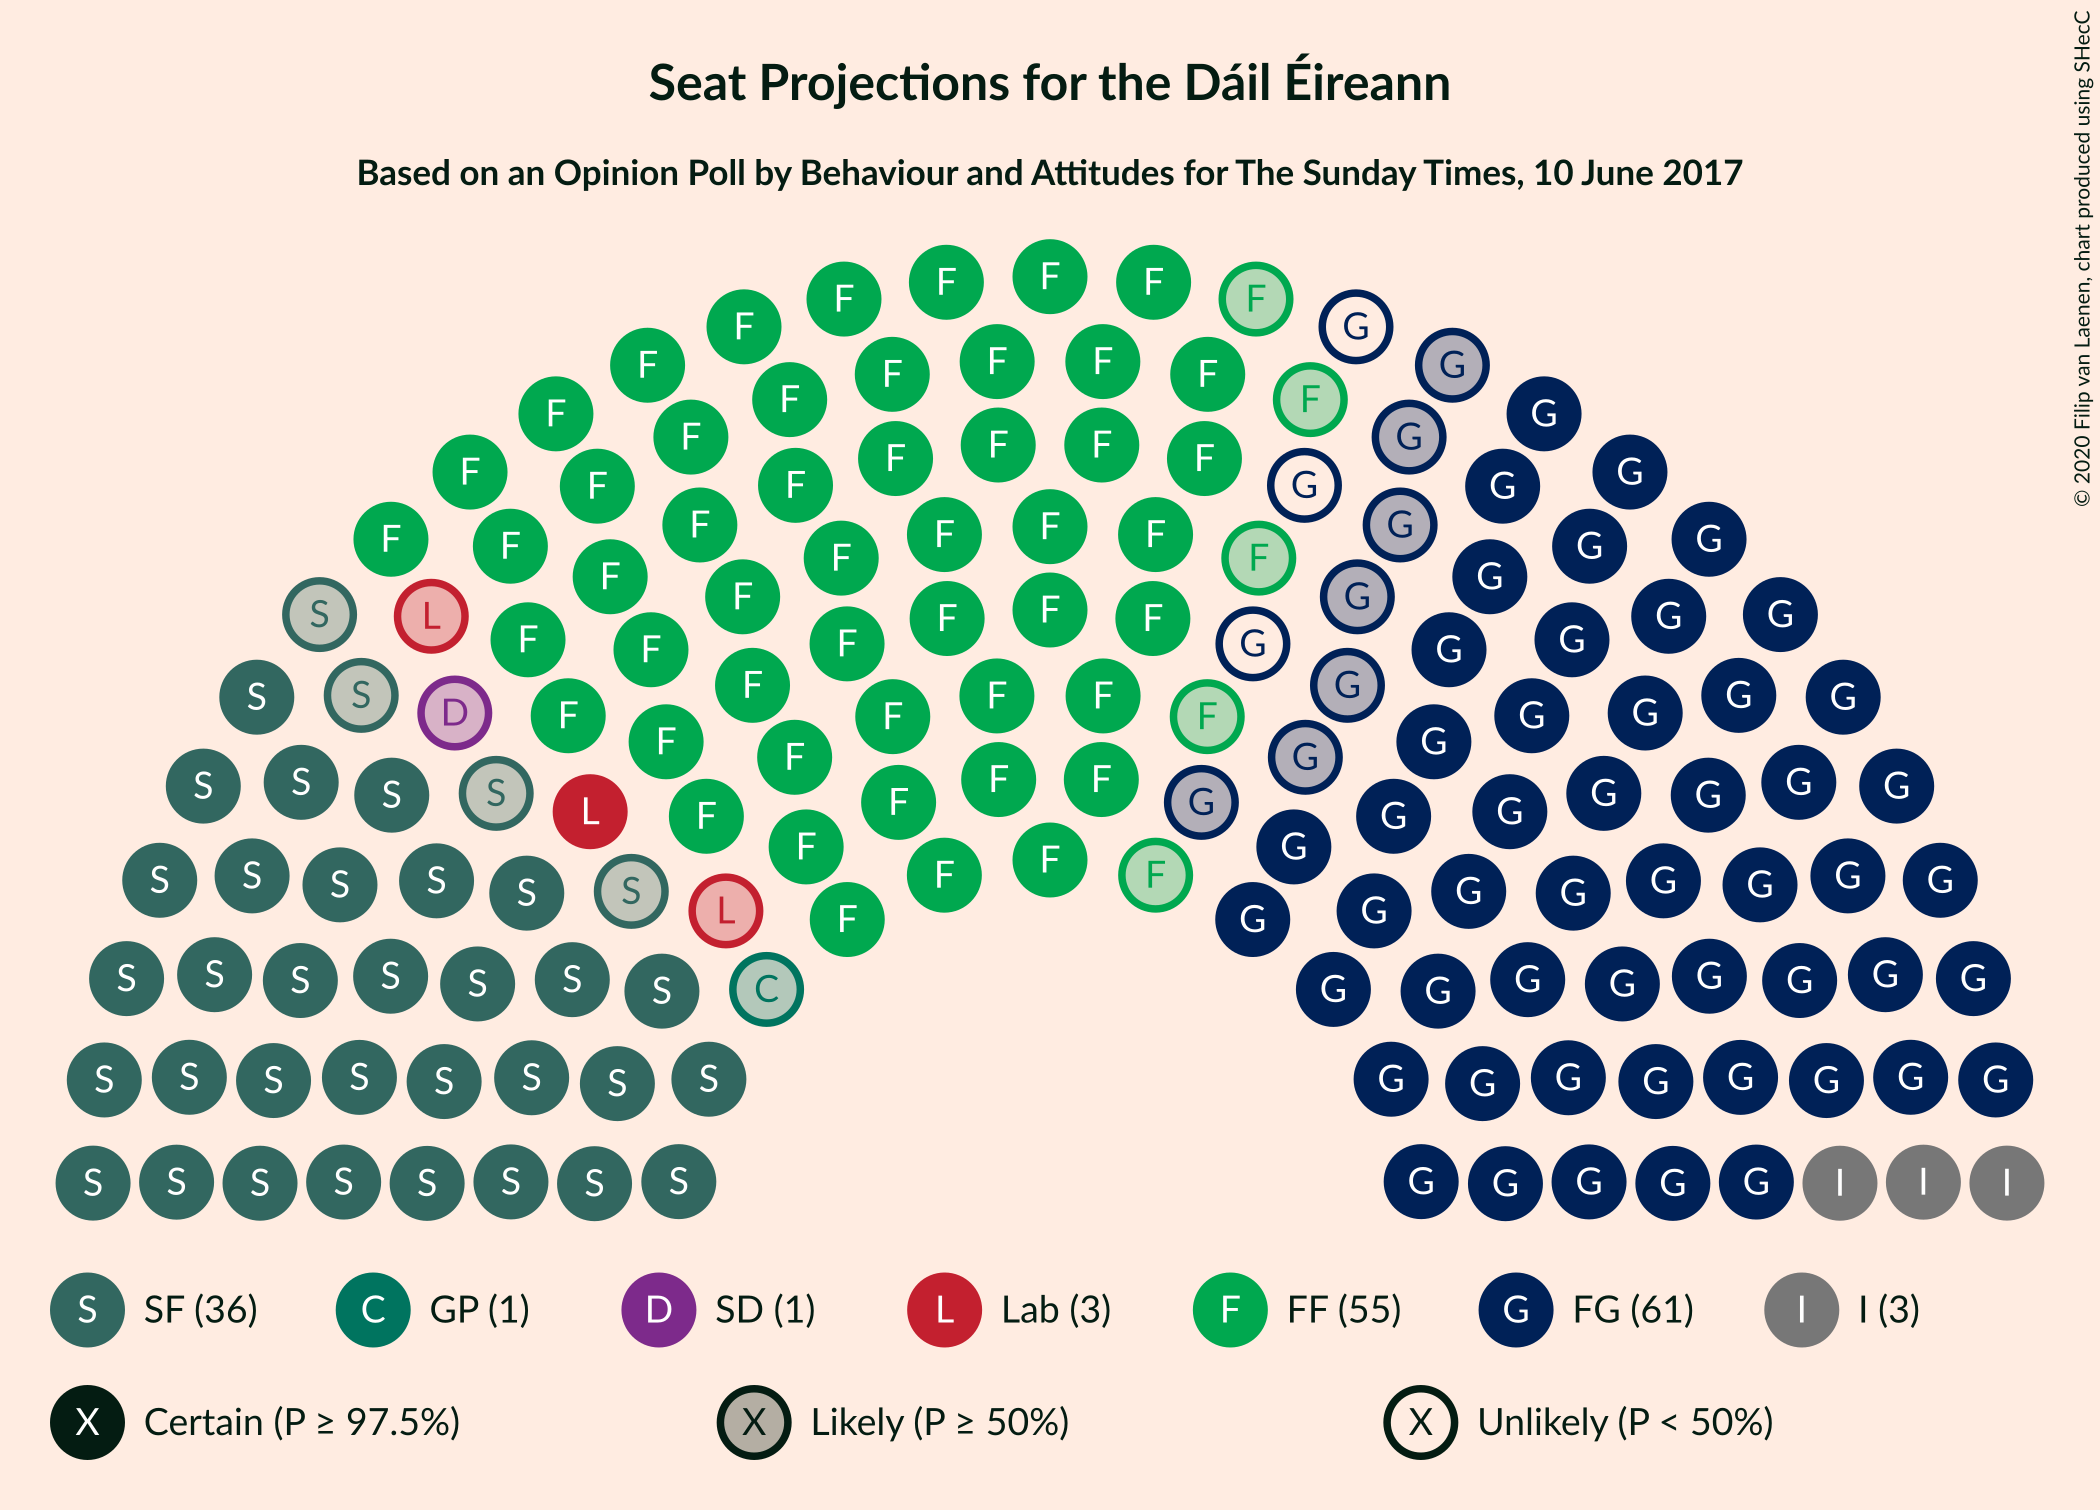 Seat Projections for the Dáil Éireann
Based on an Opinion Poll by Behaviour and Attitudes for The Sunday Times, 10 June 2017
© 2020 Filip van Laenen, chart produced using SHecC
F F F F F
F F G
F F F F F G
F F F F
F F G G
F F F F F G
F F G G
F F F F F G
F F F G G
F F F F F G
F F G G
S L F F F F F G G G
F F G G
S S D F F F F F G G G G G
F F G G
S S S S L F F F F G G G G G G
F F G
S S S S S S L F F F G G G G G G G
F G
S S S S S S S C G G G G G G G G
S S S S S S S S G G G G G G G G
S S S S S S S S G G G G G I I I
S SF (36) C GP (1) D SD (1) L Lab (3) F FF (55) G FG (61) I I (3)
X Certain (P ≥ 97.5%) X Likely (P ≥ 50%) X Unlikely (P < 50%)